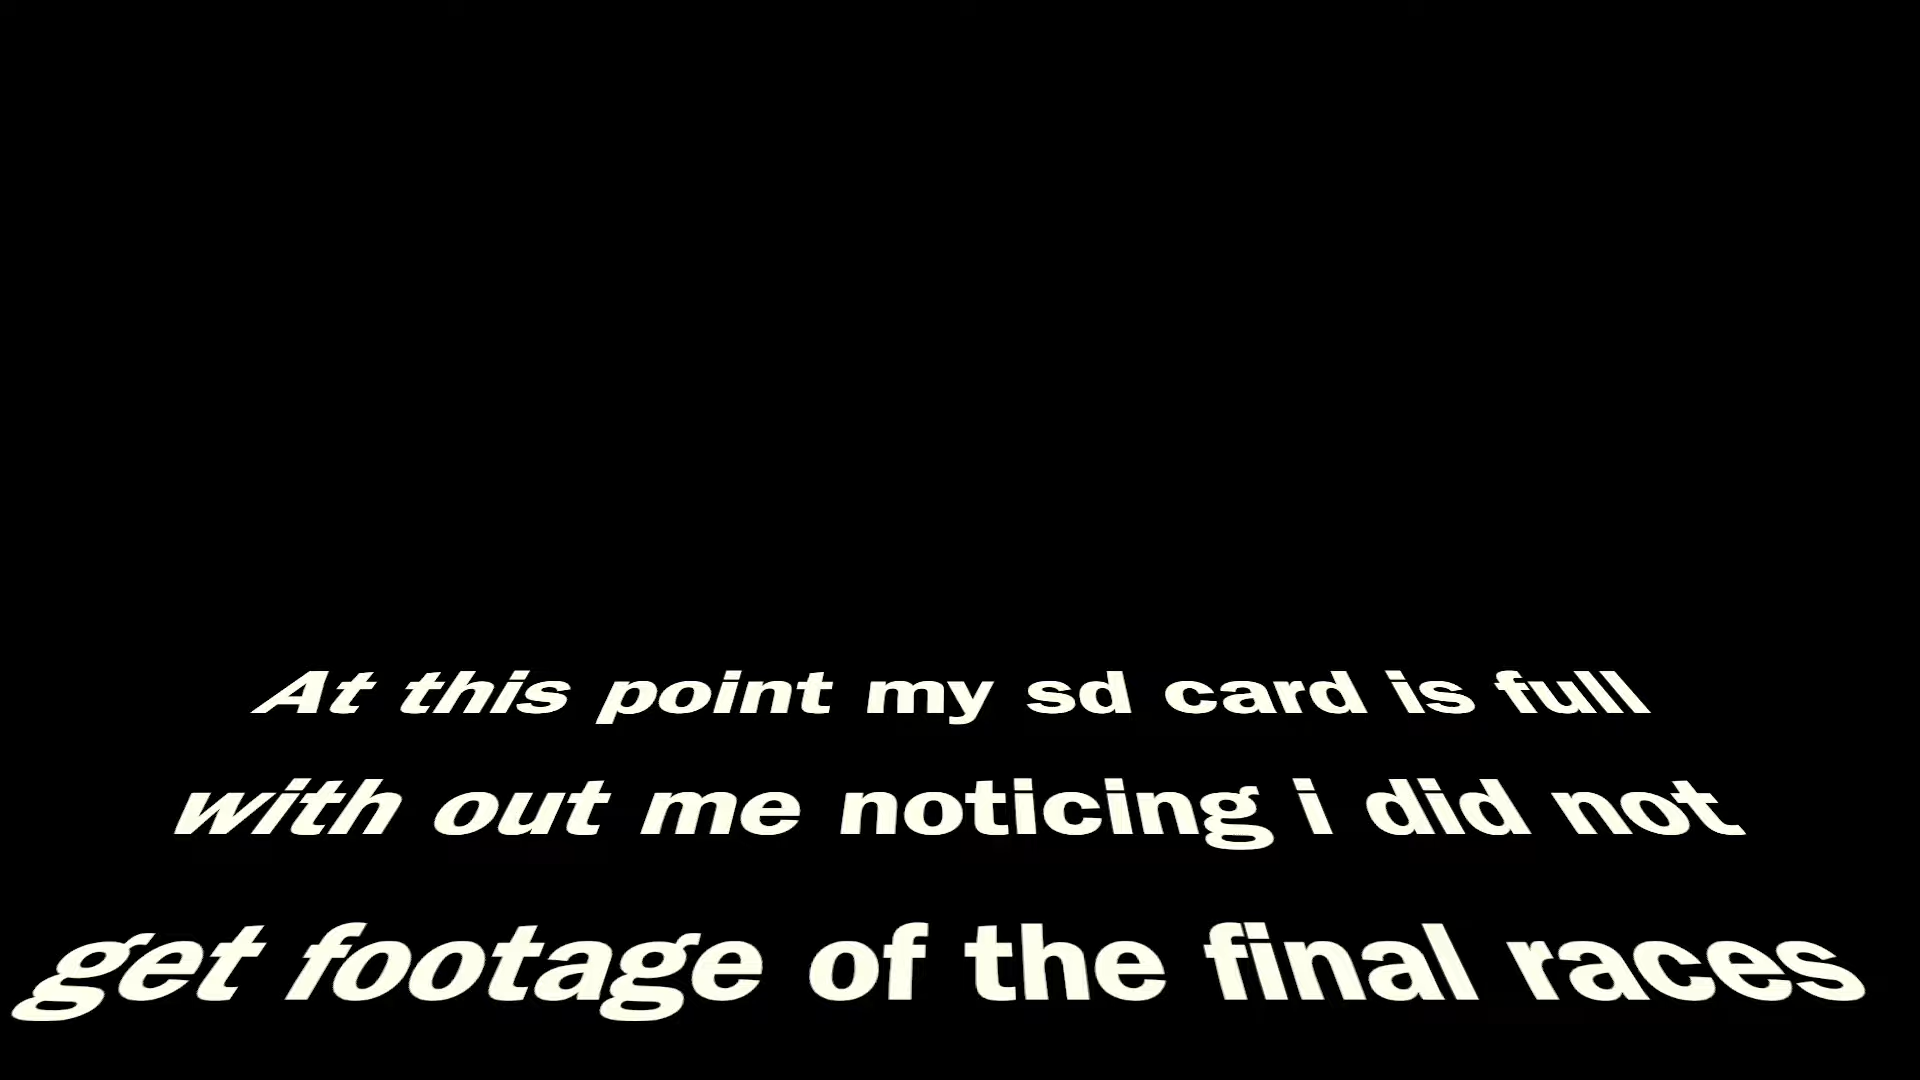 At this point my sd card is full
with out me noticing i did not
get footage of the final races